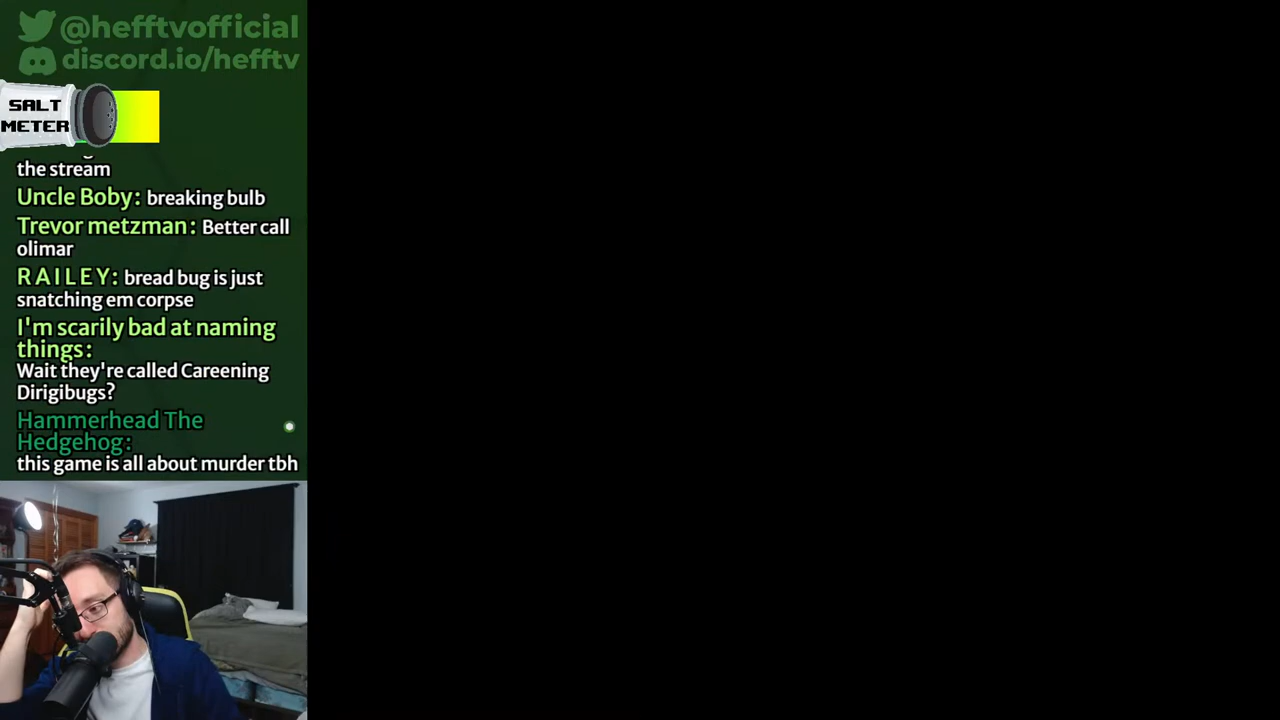 @hefftvofficial
discord.io/hefftv
SALT
METER
the stream
Uncle Boby: breaking bulb
Trevor metzman: Better call
olimar
R A I L E Y: bread bug is just
snatching em corpse
I'm scarily bad at naming
things:
Wait they're called Careening
Dirigibugs?
Hammerhead The
Hedgehog:
this game is all about murder tbh